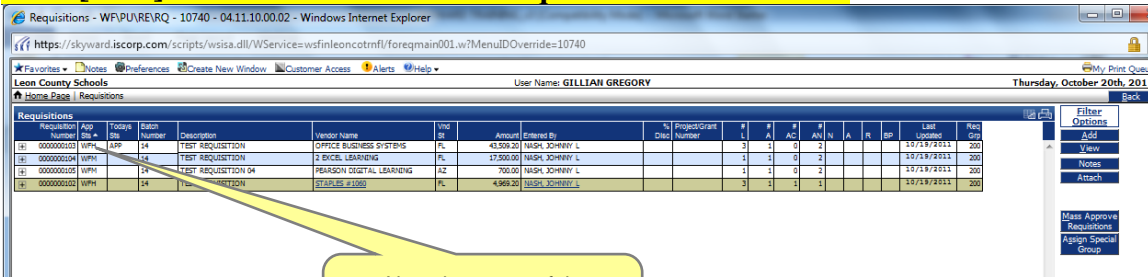 Requisitions - WF\PU\RE\RQ - 10740 - 04.11.10.00.02 - Windows Internet Explorer
https://skyward.iscorp.com/scripts/wsisa.dll/WService=wsfinleoncotrnfl/foreqmain001.w?MenuIDOverride=10740
Favorites Notes Preferences Create New Window Customer Access Alerts Help My Print Queu
Leon County Schools User Name: GILLIAN GREGORY Thursday, October 20th, 201
Home Page Requisitions Back
Requisitions
Requisition Number App Sts Todays Sts Batch Number Description Vendor Name Vnd St Amount Entered By % Disc Project/Grant Number # L # A # AC # AN N A R BP Last Updated Req Grp
0000000103 WFH APP 14 TEST REQUISITION OFFICE BUSINESS SYSTEMS FL 43,509.20 NASH, JOHNNY L 3 1 0 2 10/19/2011 200
0000000104 WFM 14 TEST REQUISITION 2 EXCEL LEARNING FL 17,500.00 NASH, JOHNNY L 1 1 0 2 10/19/2011 200
0000000105 WFM 14 TEST REQUISITION 04 PEARSON DIGITAL LEARNING AZ 700.00 NASH, JOHNNY L 1 1 0 2 10/19/2011 200
0000000102 WFH 14 REQUISITION STAPLES #1060 FL 4,969.20 NASH, JOHNNY L 3 1 1 1 10/19/2011 200
Filter
Options
Add
View
Notes
Attach
Mass Approve
Requisitions
Assign Special
Group